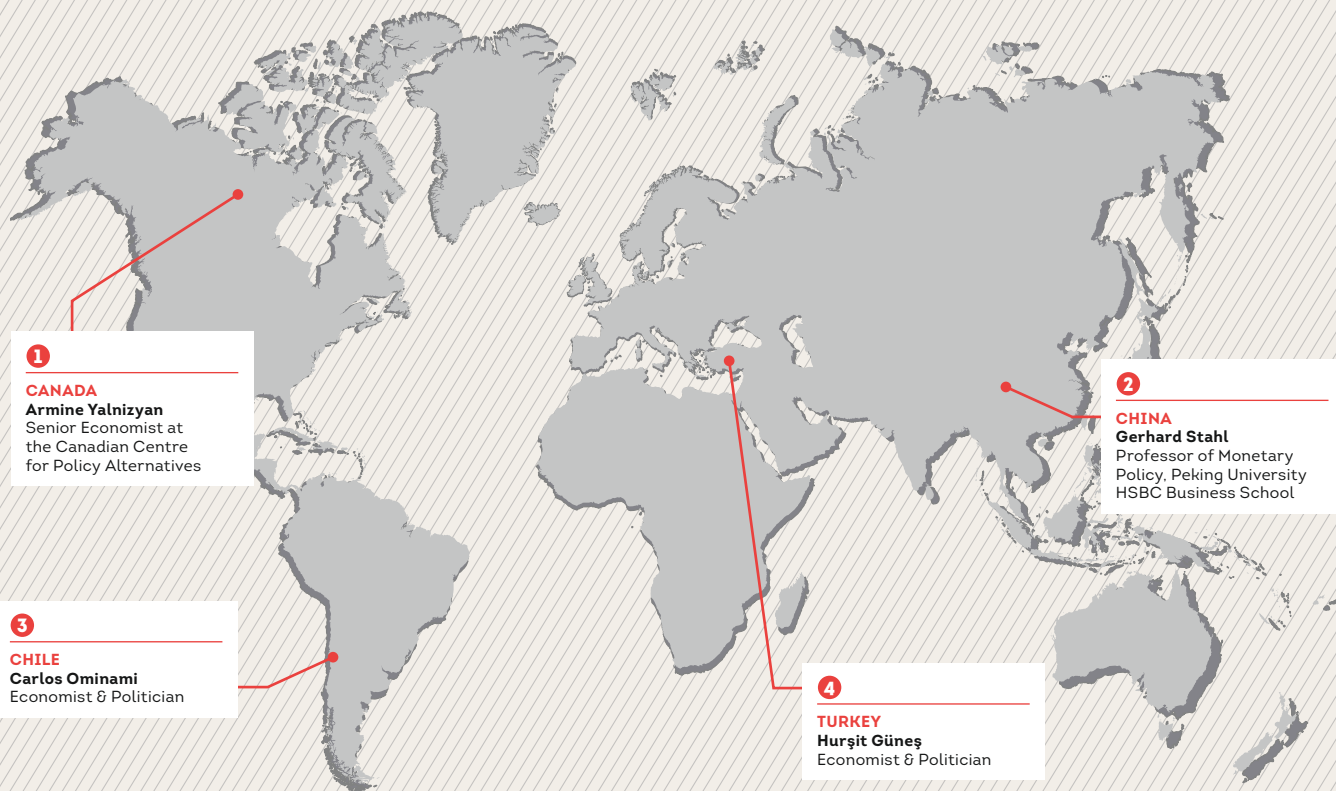 1
CANADA
Armine Yalnizyan
Senior Economist at
the Canadian Centre
for Policy Alternatives
2
CHINA
Gerhard Stahl
Professor of Monetary
Policy, Peking University
HSBC Business School
3
CHILE
Carlos Ominami
Economist & Politician
4
TURKEY
Hurşit Güneş
Economist & Politician